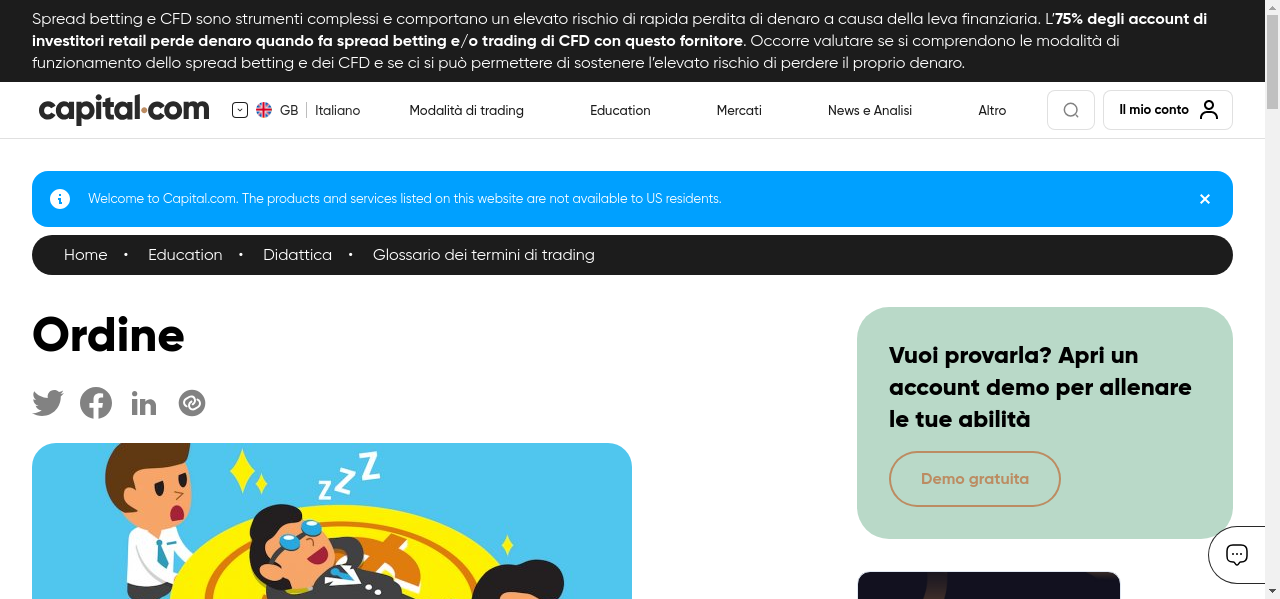 Spread betting e CFD sono strumenti complessi e comportano un elevato rischio di rapida perdita di denaro a causa della leva finanziaria. L’75% degli account di
investitori retail perde denaro quando fa spread betting e/o trading di CFD con questo fornitore. Occorre valutare se si comprendono le modalità di
funzionamento dello spread betting e dei CFD e se ci si può permettere di sostenere l’elevato rischio di perdere il proprio denaro.
capital.com GB Italiano Modalità di trading Education Mercati News e Analisi Altro Il mio conto
Welcome to Capital.com. The products and services listed on this website are not available to US residents.
Home • Education • Didattica • Glossario dei termini di trading
Ordine
Vuoi provarla? Apri un
account demo per allenare
le tue abilità
Demo gratuita
z Z Z